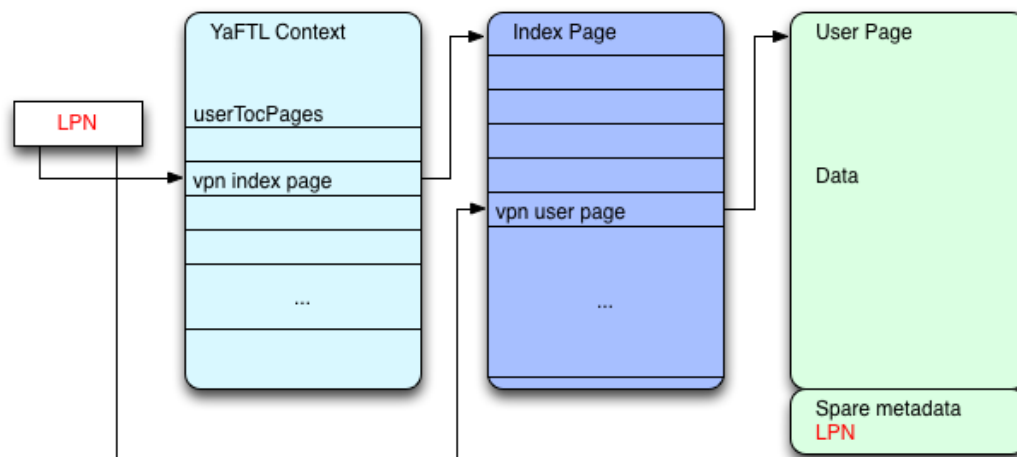 YaFTL Context
Index Page
User Page
userTocPages
LPN
vpn index page
Data
vpn user page
...
...
Spare metadata
LPN